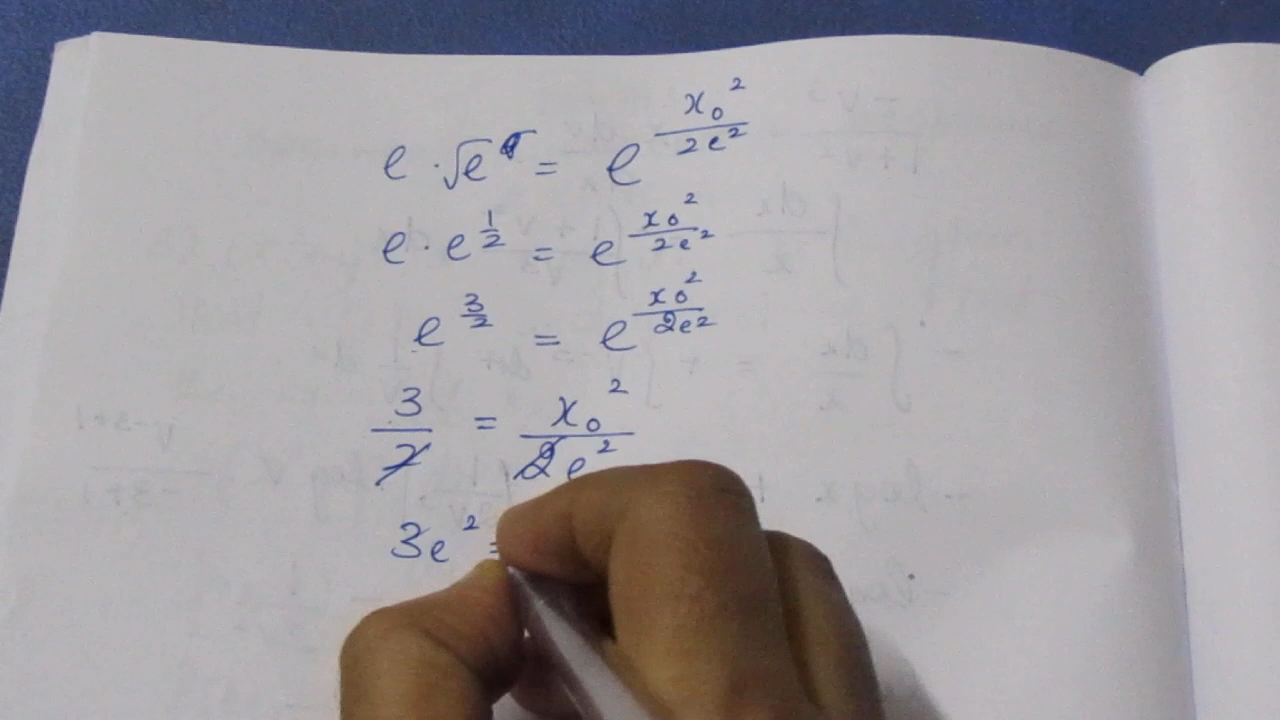 e · √e = e^(x₀²/2e²)
e · e^(1/2) = e^(x₀²/2e²)
e^(3/2) = e^(x₀²/2e²)
3/2 = x₀²/2e²
3e² =